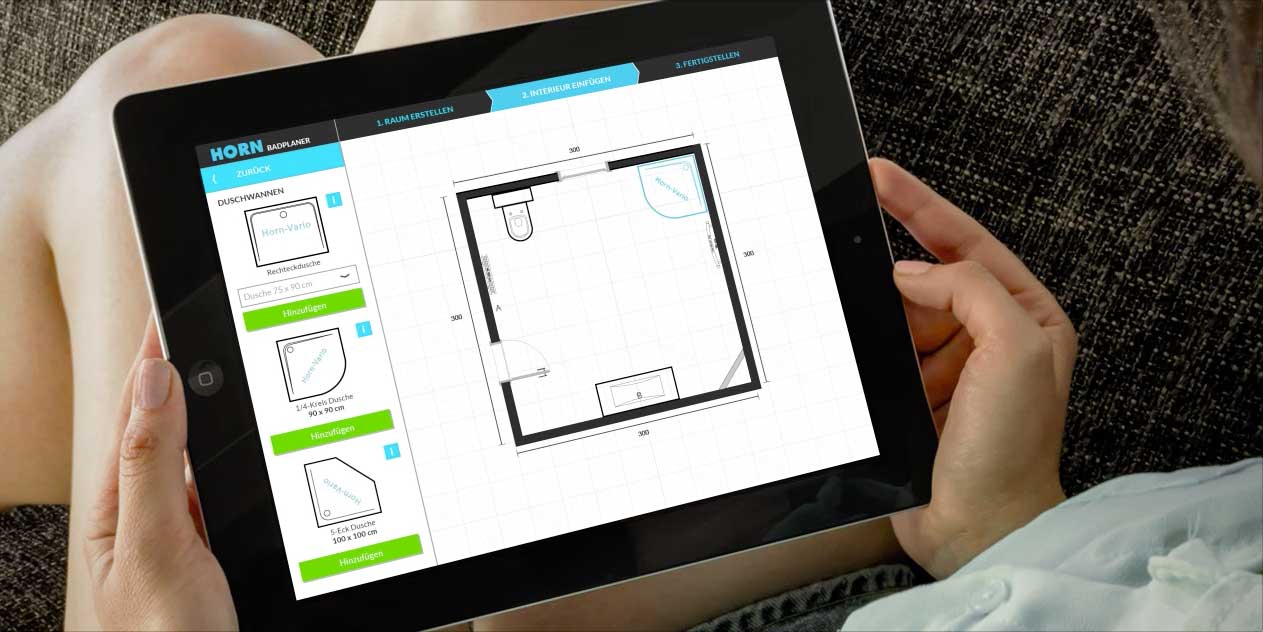 HORN BADPLANER
1. RAUM ERSTELLEN
2. INTERIEUR EINFÜGEN
3. FERTIGSTELLEN
ZURÜCK
DUSCHWANNEN
i
Horn-Vario
Rechteckdusche
Dusche 75 x 90 cm
Hinzufügen
i
Horn-Vario
1/4-Kreis Dusche
90 x 90 cm
Hinzufügen
i
Horn-Vario
5-Eck Dusche
100 x 100 cm
Hinzufügen
300
Horn-Vario
300
300
A
B
300